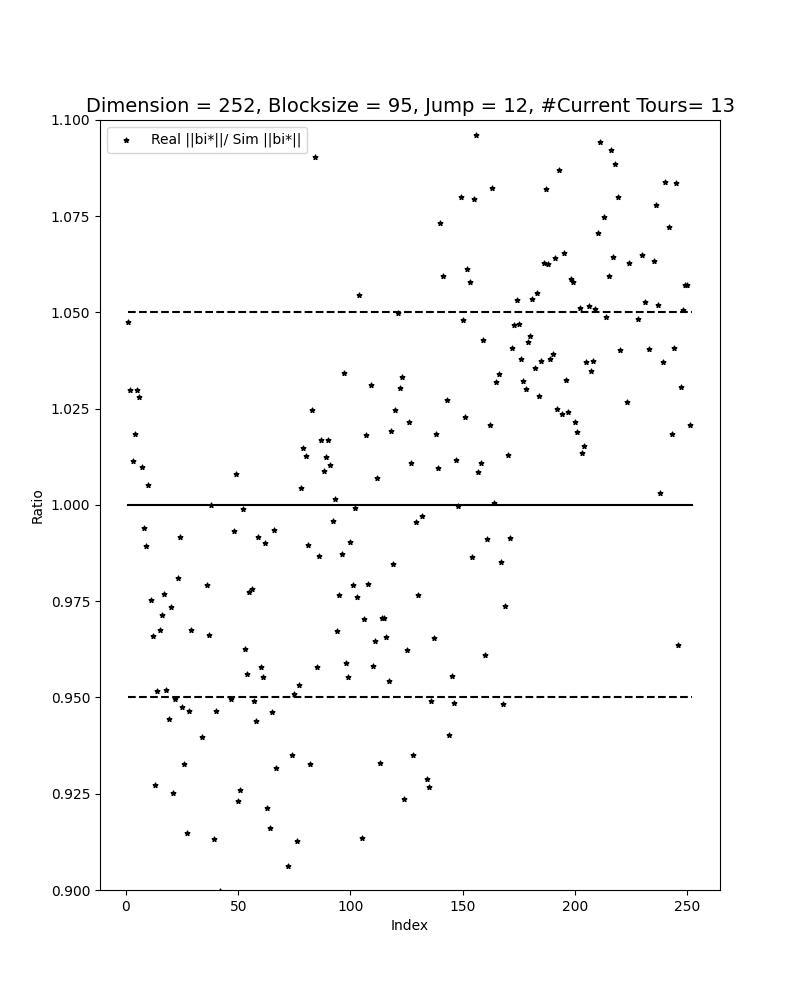 Dimension = 252, Blocksize = 95, Jump = 12, #Current Tours= 13
Real ||bi*||/ Sim ||bi*||
1.100
1.075
1.050
1.025
1.000
0.975
0.950
0.925
0.900
Ratio
0 50 100 150 200 250
Index